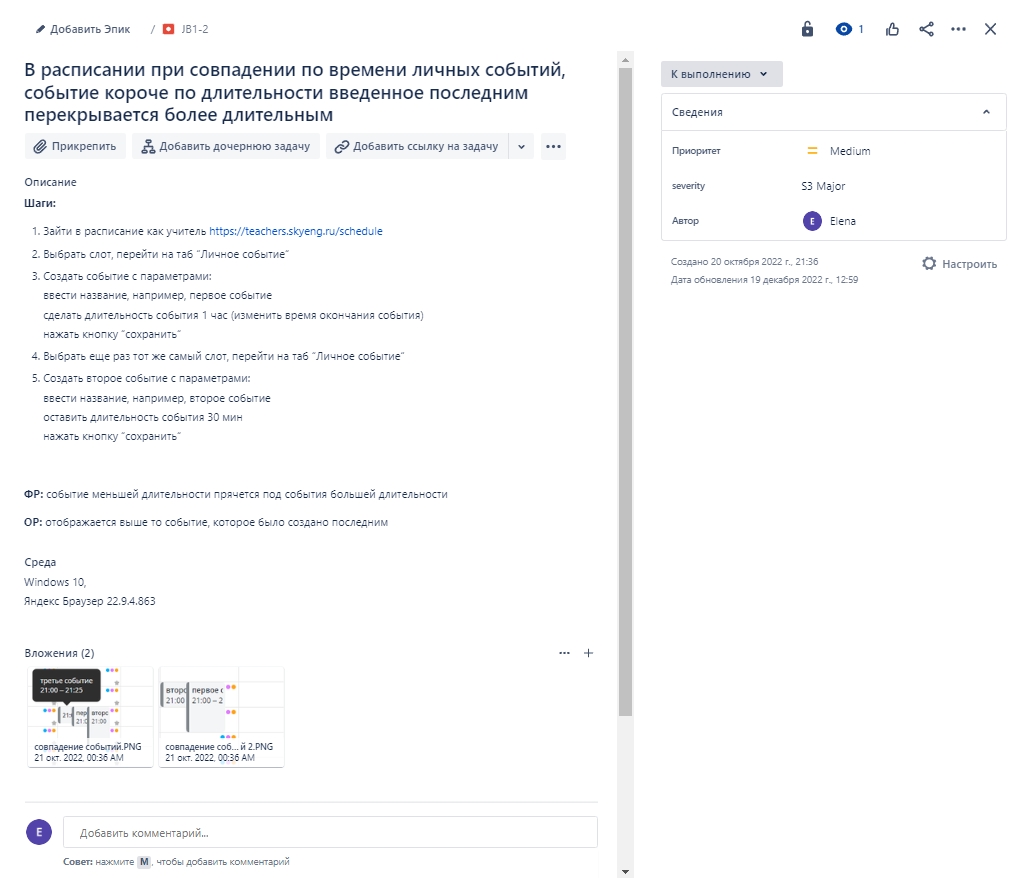 Добавить Эпик / JB1-2
1
В расписании при совпадении по времени личных событий,
событие короче по длительности введенное последним
перекрывается более длительным
Прикрепить
Добавить дочернюю задачу
Добавить ссылку на задачу
Описание
Шаги:
1. Зайти в расписание как учитель https://teachers.skyeng.ru/schedule
2. Выбрать слот, перейти на таб “Личное событие”
3. Создать событие с параметрами:
ввести название, например, первое событие
сделать длительность события 1 час (изменить время окончания события)
нажать кнопку “сохранить”
4. Выбрать еще раз тот же самый слот, перейти на таб “Личное событие”
5. Создать второе событие с параметрами:
ввести название, например, второе событие
оставить длительность события 30 мин
нажать кнопку “сохранить”
ФР: событие меньшей длительности прячется под события большей длительности
ОР: отображается выше то событие, которое было создано последним
Среда
Windows 10,
Яндекс Браузер 22.9.4.863
Вложения (2)
третье событие
21:00 – 21:25
21:
пер
21:0
второ
21:00
совпадение событий.PNG
21 окт. 2022, 00:36 AM
второ
21:00
первое с
21:00 – 2
совпадение соб... й 2.PNG
21 окт. 2022, 00:36 AM
E
Добавить комментарий...
Совет: нажмите M, чтобы добавить комментарий
К выполнению
Сведения
Приоритет
Medium
severity
S3 Major
Автор
E Elena
Создано 20 октября 2022 г., 21:36
Дата обновления 19 декабря 2022 г., 12:59
Настроить